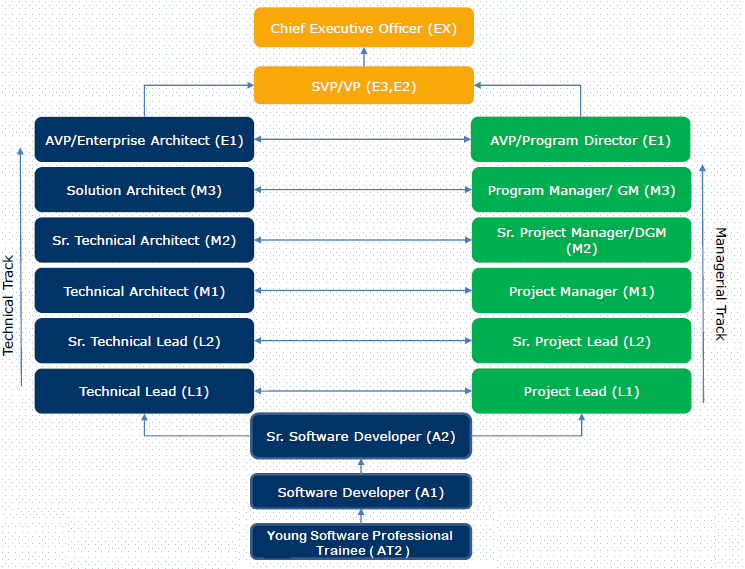 Chief Executive Officer (EX)
SVP/VP (E3,E2)
AVP/Enterprise Architect (E1)
AVP/Program Director (E1)
Solution Architect (M3)
Program Manager/ GM (M3)
Sr. Technical Architect (M2)
Sr. Project Manager/DGM
(M2)
Technical Architect (M1)
Project Manager (M1)
Sr. Technical Lead (L2)
Sr. Project Lead (L2)
Technical Lead (L1)
Project Lead (L1)
Technical Track
Managerial Track
Sr. Software Developer (A2)
Software Developer (A1)
Young Software Professional
Trainee ( AT2 )